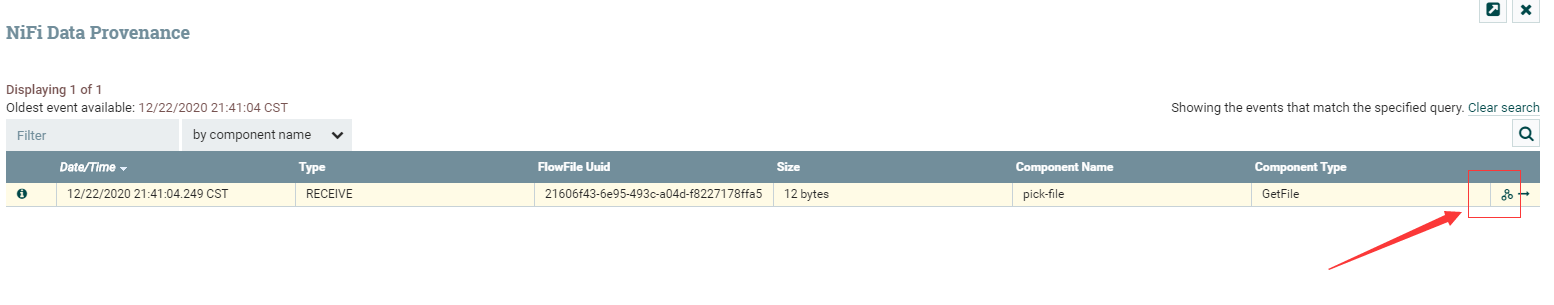 NiFi Data Provenance
Displaying 1 of 1
Oldest event available: 12/22/2020 21:41:04 CST
Showing the events that match the specified query. Clear search
Filter by component name
Date/Time Type FlowFile Uuid Size Component Name Component Type
12/22/2020 21:41:04.249 CST RECEIVE 21606f43-6e95-493c-a04d-f8227178ffa5 12 bytes pick-file GetFile